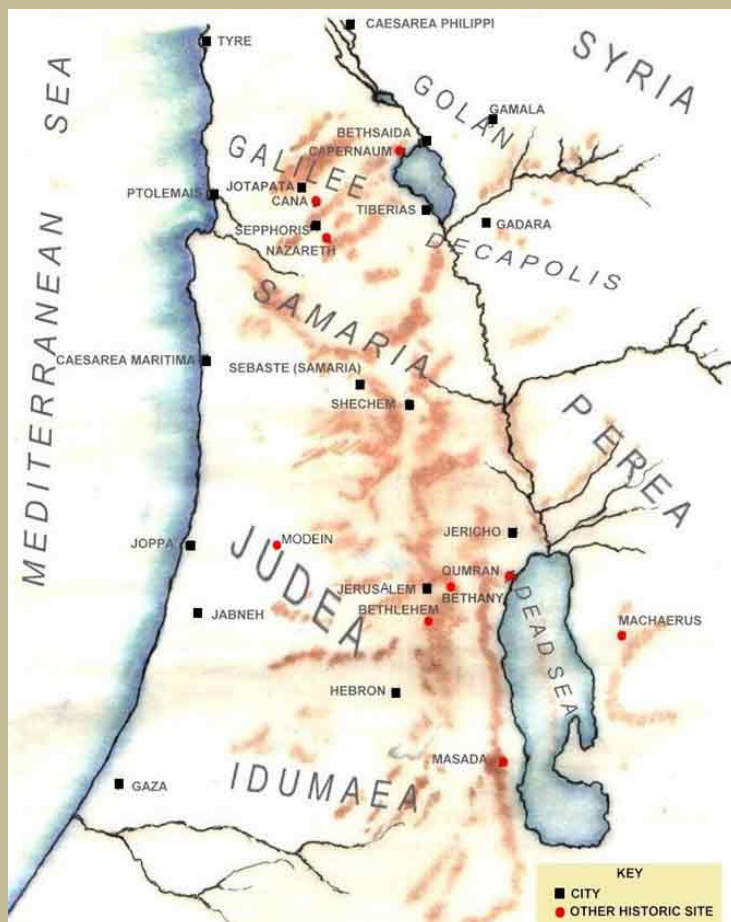 CAESAREA PHILIPPI
TYRE
SYRIA
MEDITERRANEAN SEA
GOLAN
GAMALA
BETHSAIDA
GALILEE
CAPERNAUM
PTOLEMAIS
JOTAPATA
CANA
TIBERIAS
SEPPHORIS
GADARA
NAZARETH
DECAPOLIS
SAMARIA
CAESAREA MARITIMA
SEBASTE (SAMARIA)
SHECHEM
PEREA
JERICHO
MODEIN
JOPPA
JUDEA
QUMRAN
JERUSALEM
BETHANY
BETHLEHEM
DEAD SEA
JABNEH
MACHAERUS
HEBRON
MASADA
IDUMAEA
GAZA
KEY
CITY
OTHER HISTORIC SITE